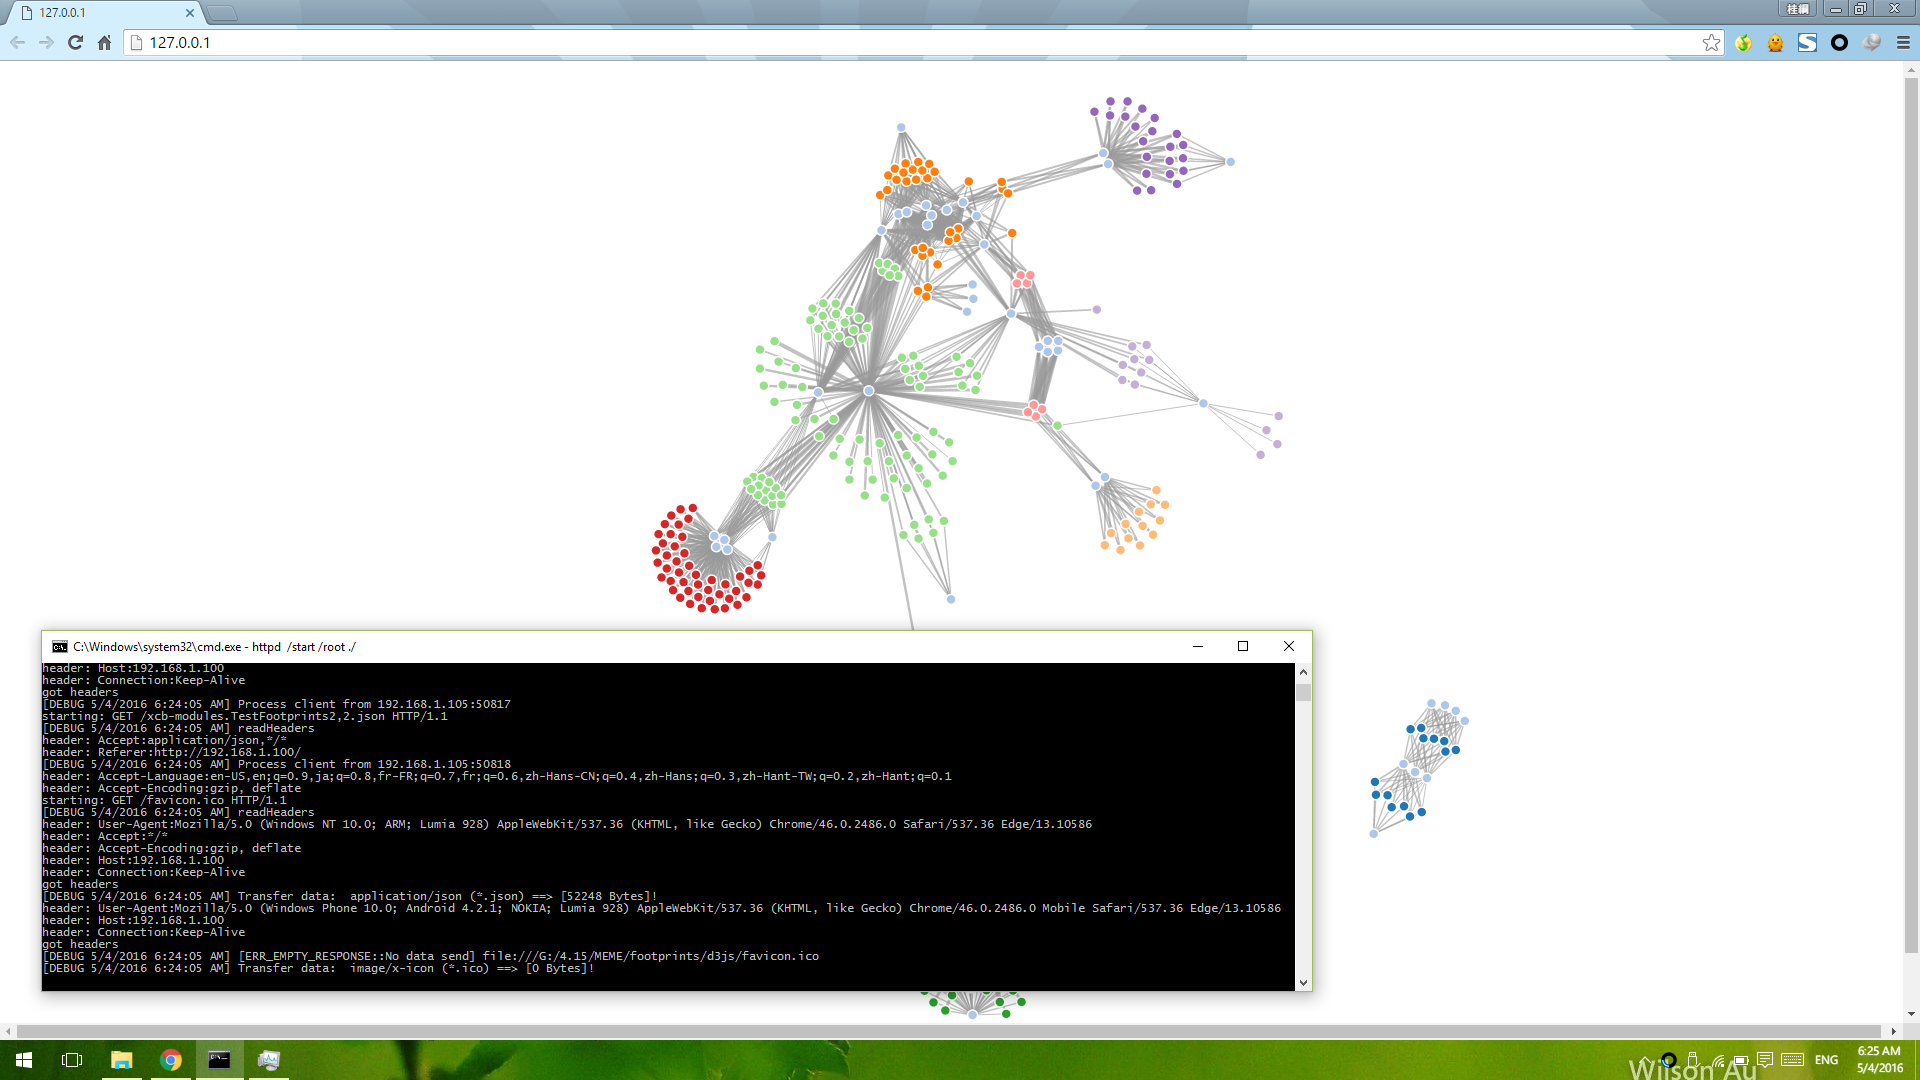 127.0.0.1
桂綱
127.0.0.1
C:\Windows\system32\cmd.exe - httpd  /start /root ./
header: Host:192.168.1.100
header: Connection:Keep-Alive
got headers
[DEBUG 5/4/2016 6:24:05 AM] Process client from 192.168.1.105:50817
starting: GET /xcb-modules.TestFootprints2,2.json HTTP/1.1
[DEBUG 5/4/2016 6:24:05 AM] readHeaders
header: Accept:application/json,*/*
header: Referer:http://192.168.1.100/
[DEBUG 5/4/2016 6:24:05 AM] Process client from 192.168.1.105:50818
header: Accept-Language:en-US,en;q=0.9,ja;q=0.8,fr-FR;q=0.7,fr;q=0.6,zh-Hans-CN;q=0.4,zh-Hans;q=0.3,zh-Hant-TW;q=0.2,zh-Hant;q=0.1
header: Accept-Encoding:gzip, deflate
starting: GET /favicon.ico HTTP/1.1
[DEBUG 5/4/2016 6:24:05 AM] readHeaders
header: User-Agent:Mozilla/5.0 (Windows NT 10.0; ARM; Lumia 928) AppleWebKit/537.36 (KHTML, like Gecko) Chrome/46.0.2486.0 Safari/537.36 Edge/13.10586
header: Accept:*/*
header: Accept-Encoding:gzip, deflate
header: Host:192.168.1.100
header: Connection:Keep-Alive
got headers
[DEBUG 5/4/2016 6:24:05 AM] Transfer data:  application/json (*.json) ==> [52248 Bytes]!
header: User-Agent:Mozilla/5.0 (Windows Phone 10.0; Android 4.2.1; NOKIA; Lumia 928) AppleWebKit/537.36 (KHTML, like Gecko) Chrome/46.0.2486.0 Mobile Safari/537.36 Edge/13.10586
header: Host:192.168.1.100
header: Connection:Keep-Alive
got headers
[DEBUG 5/4/2016 6:24:05 AM] [ERR_EMPTY_RESPONSE::No data send] file:///G:/4.15/MEME/footprints/d3js/favicon.ico
[DEBUG 5/4/2016 6:24:05 AM] Transfer data:  image/x-icon (*.ico) ==> [0 Bytes]!
Wilson Au
ENG
6:25 AM
5/4/2016